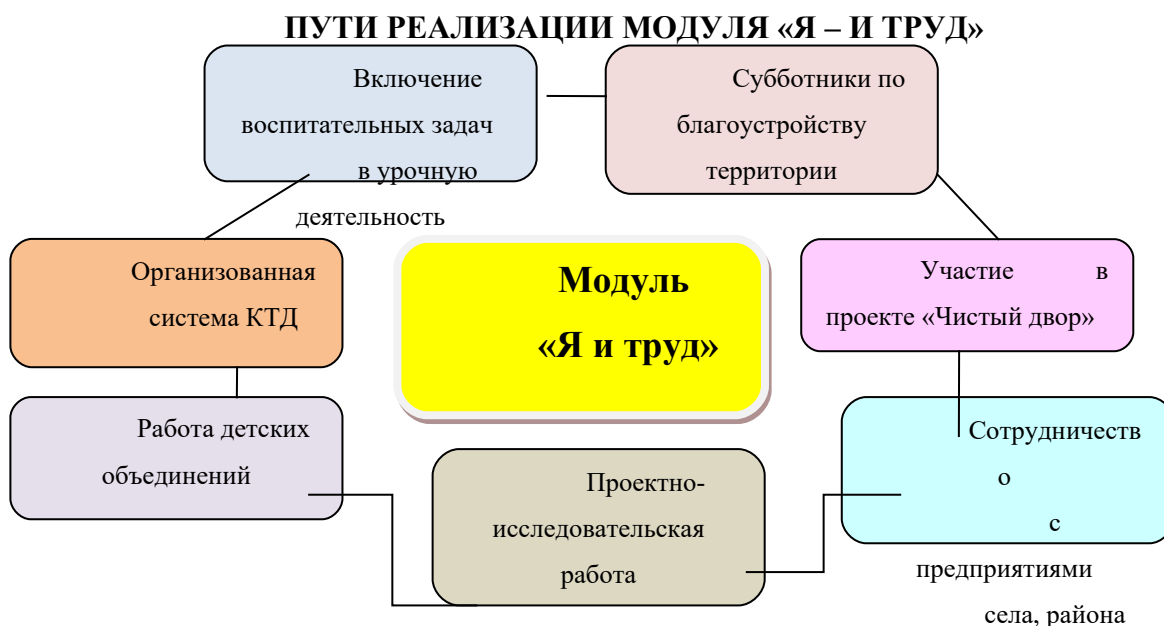 ПУТИ РЕАЛИЗАЦИИ МОДУЛЯ «Я – И ТРУД»
Включение
воспитательных задач
в урочную
деятельность
Субботники по
благоустройству
территории
Организованная
система КТД
Модуль
«Я и труд»
Участие в
проекте «Чистый двор»
Работа детских
объединений
Проектно-
исследовательская
работа
Сотрудничеств
о
с
предприятиями
села, района